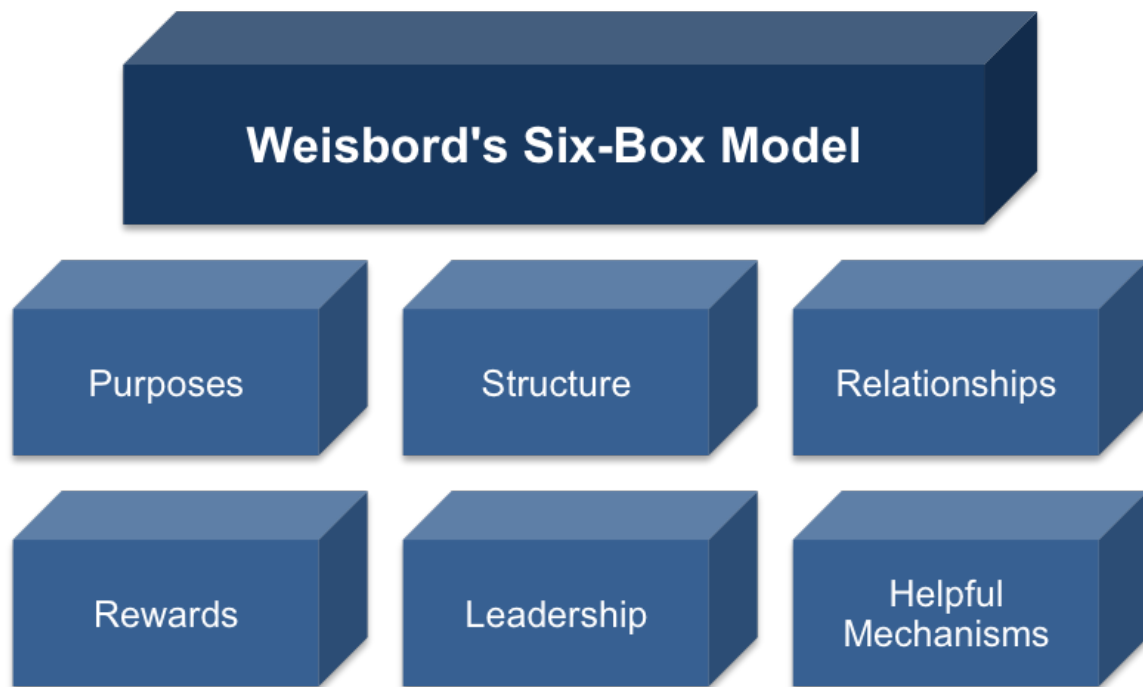 Weisbord's Six-Box Model
Purposes
Structure
Relationships
Rewards
Leadership
Helpful
Mechanisms